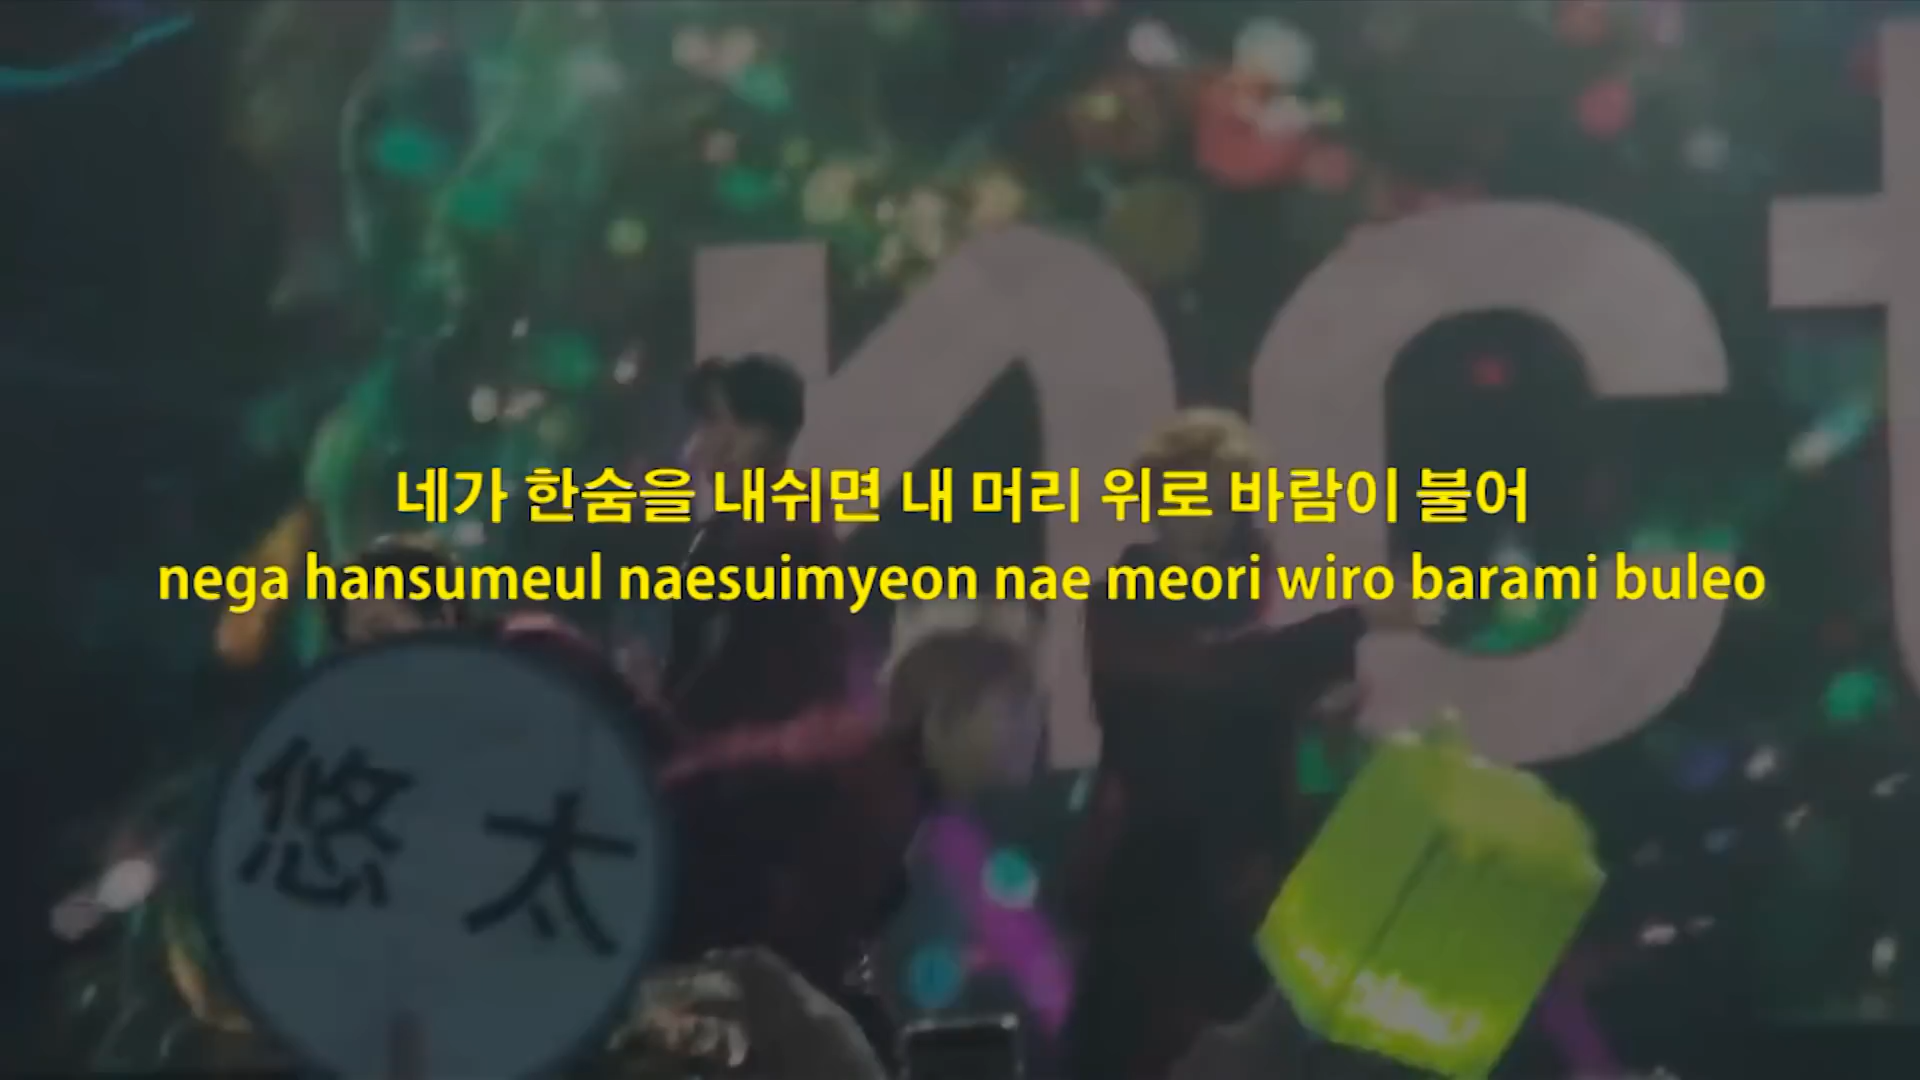 nct
네가 한숨을 내쉬면 내 머리 위로 바람이 불어
nega hansumeul naesuimyeon nae meori wiro barami buleo
悠太